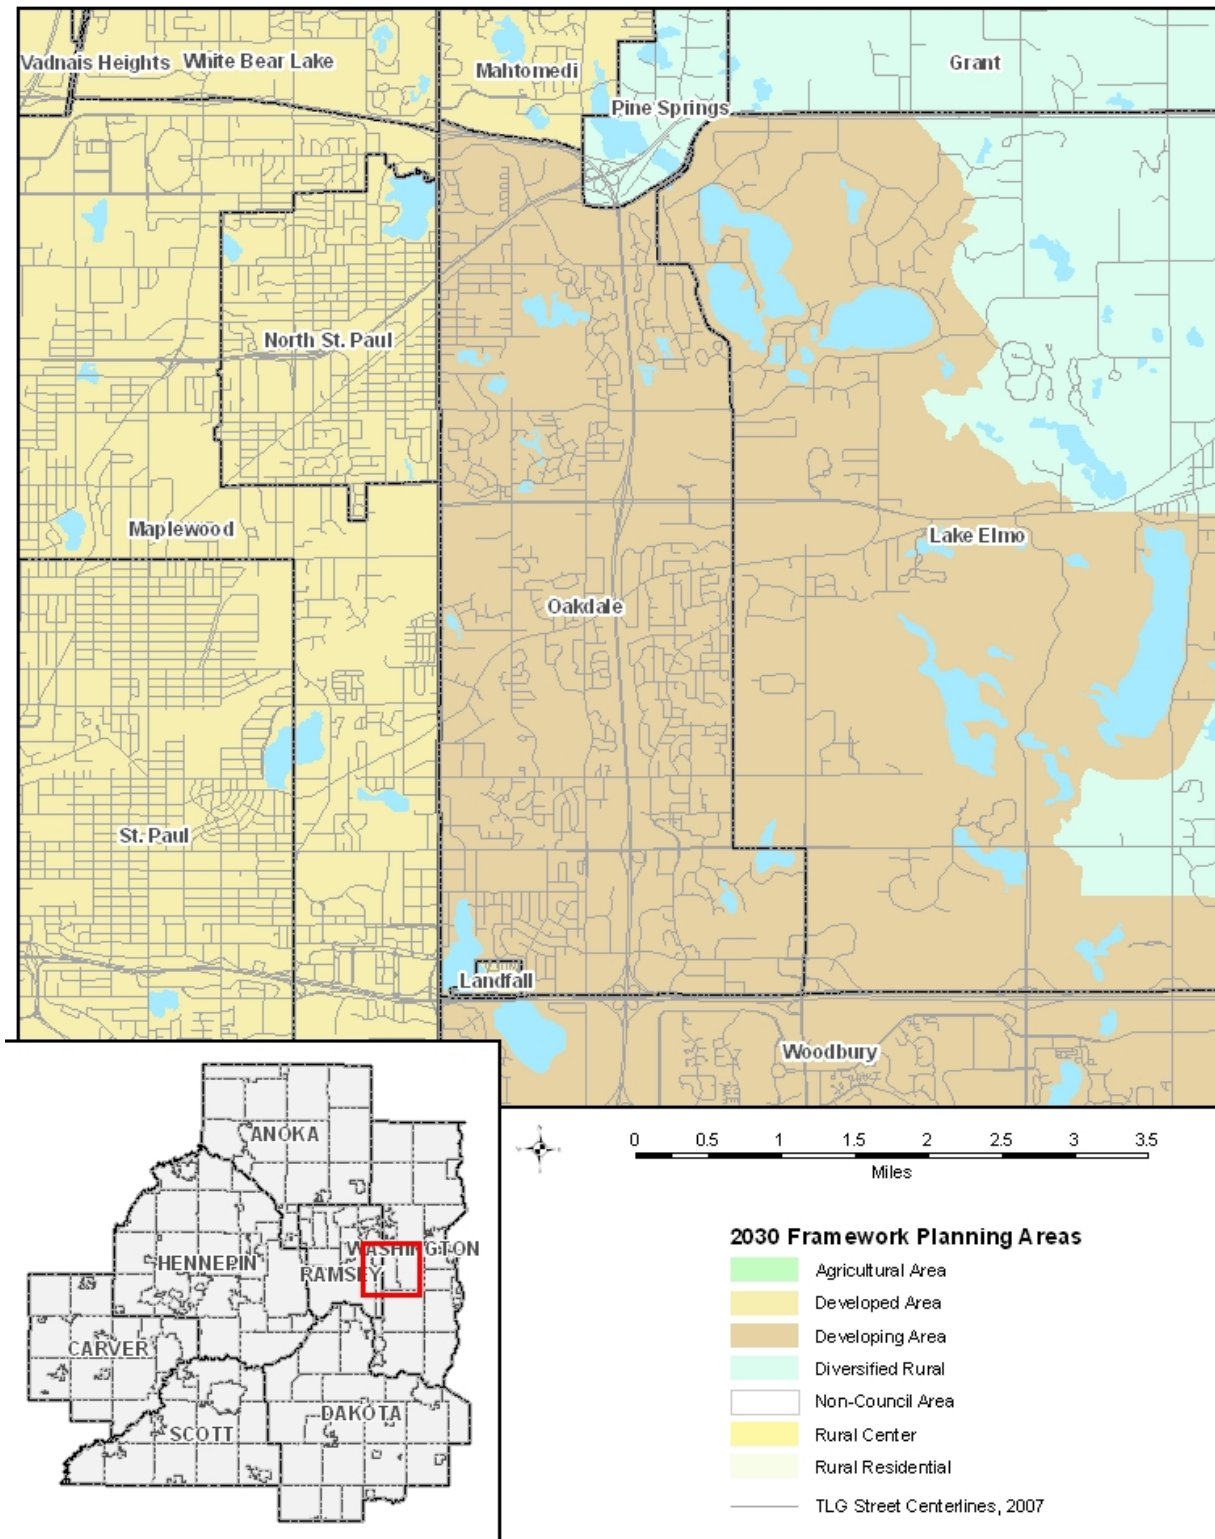 Vadnais Heights
White Bear Lake
Mahtomedi
Grant
Pine Springs
North St. Paul
Maplewood
Lake Elmo
Oakdale
St. Paul
Landfall
Woodbury
ANOKA
WASHINGTON
HENNEPIN
RAMSEY
CARVER
DAKOTA
SCOTT
0 0.5 1 1.5 2 2.5 3 3.5
Miles
2030 Framework Planning Areas
Agricultural Area
Developed Area
Developing Area
Diversified Rural
Non-Council Area
Rural Center
Rural Residential
TLG Street Centerlines, 2007